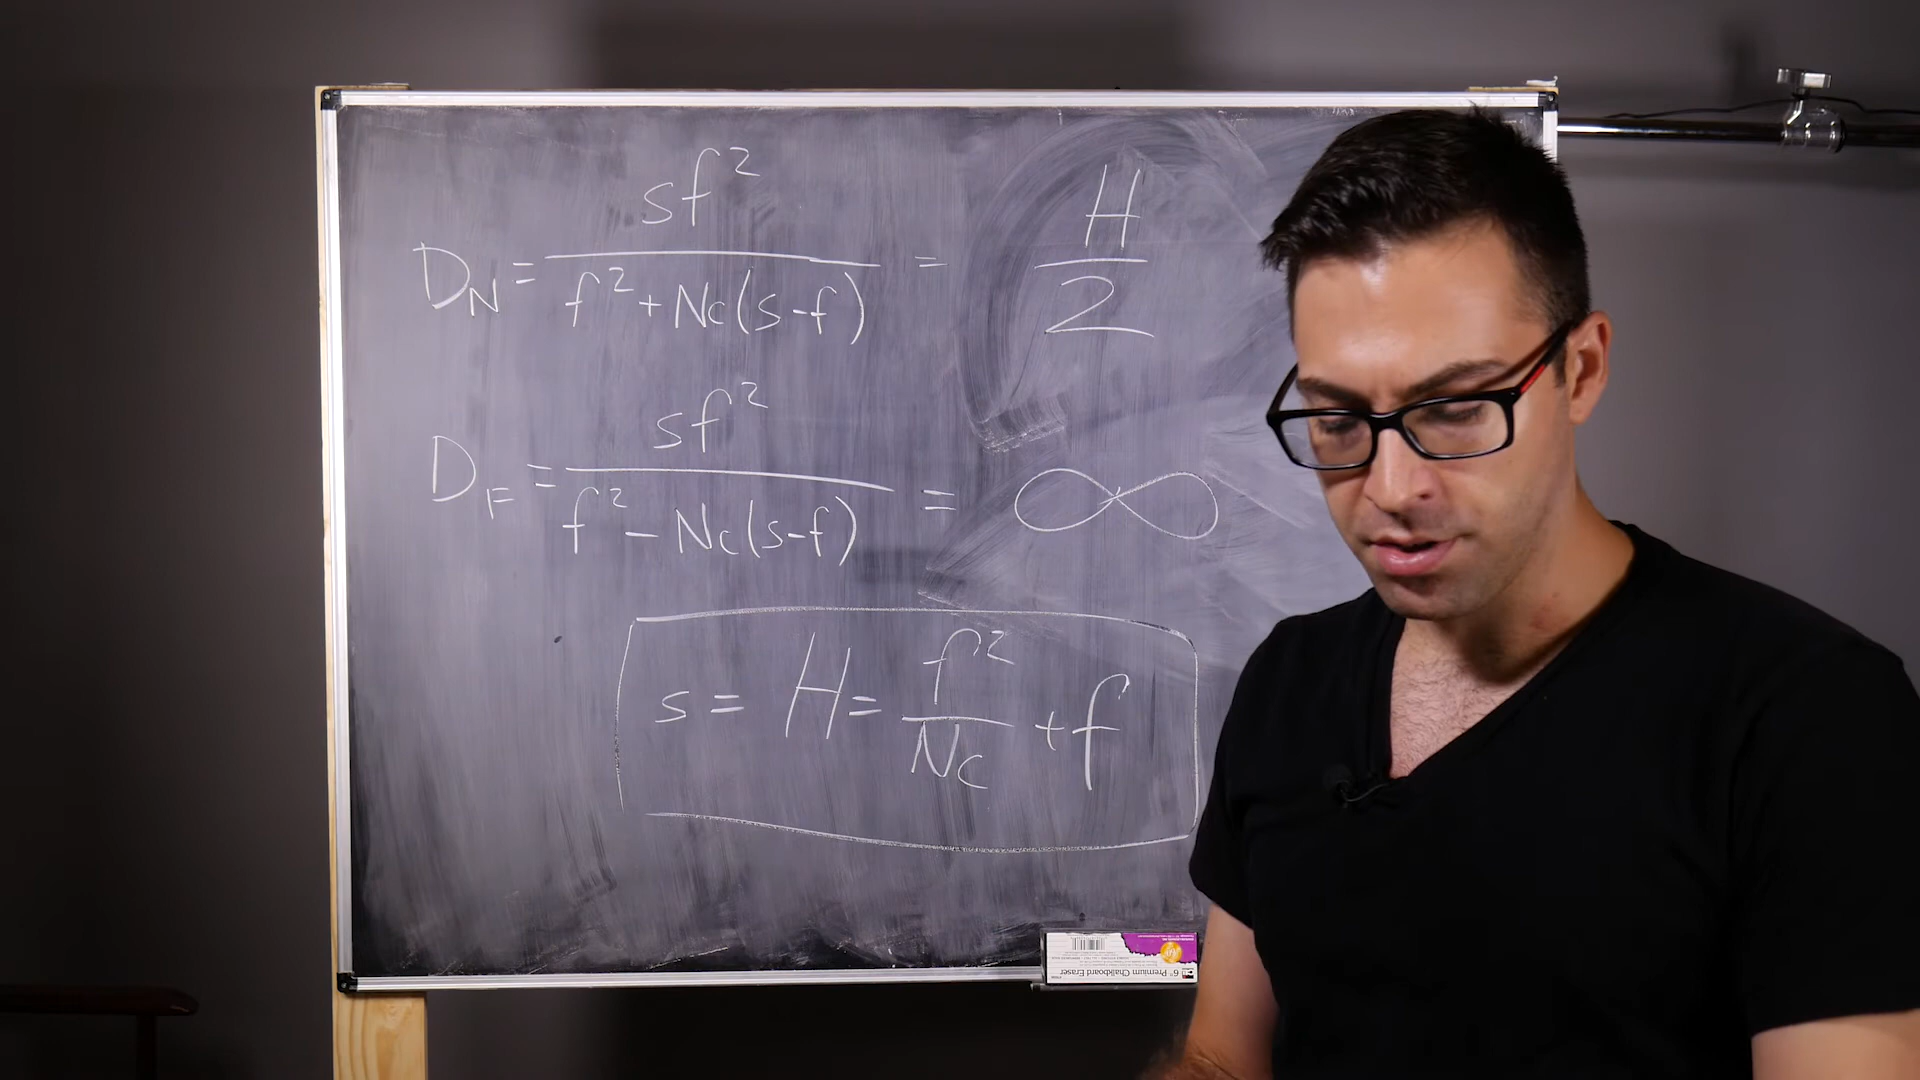 D_N = sf² / (f² + Nc(s-f)) = H / 2
D_F = sf² / (f² - Nc(s-f)) = ∞
s = H = f² / Nc + f
6" Premium Chalkboard Eraser